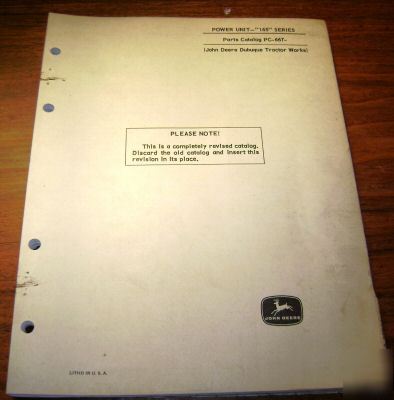 POWER UNIT-"165" SERIES
Parts Catalog PC-667-
(John Deere Dubuque Tractor Works)
PLEASE NOTE!
This is a completely revised catalog.
Discard the old catalog and insert this
revision in its place.
JOHN DEERE
LITHO IN U. S. A.